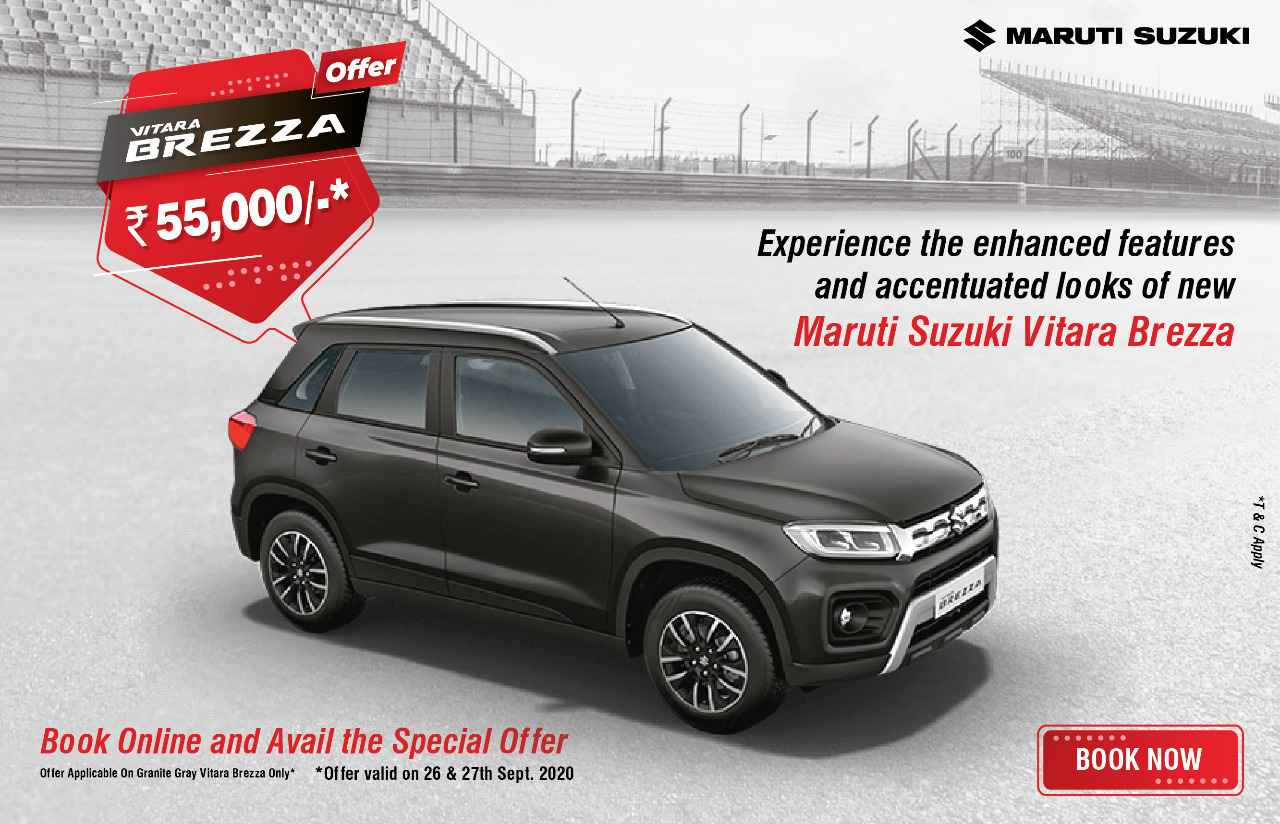 MARUTI SUZUKI
Offer
VITARA
BREZZA
₹ 55,000/-*
Experience the enhanced features
and accentuated looks of new
Maruti Suzuki Vitara Brezza
100
BREZZA
*T & C Apply
Book Online and Avail the Special Offer
Offer Applicable On Granite Gray Vitara Brezza Only*
*Offer valid on 26 & 27th Sept. 2020
BOOK NOW